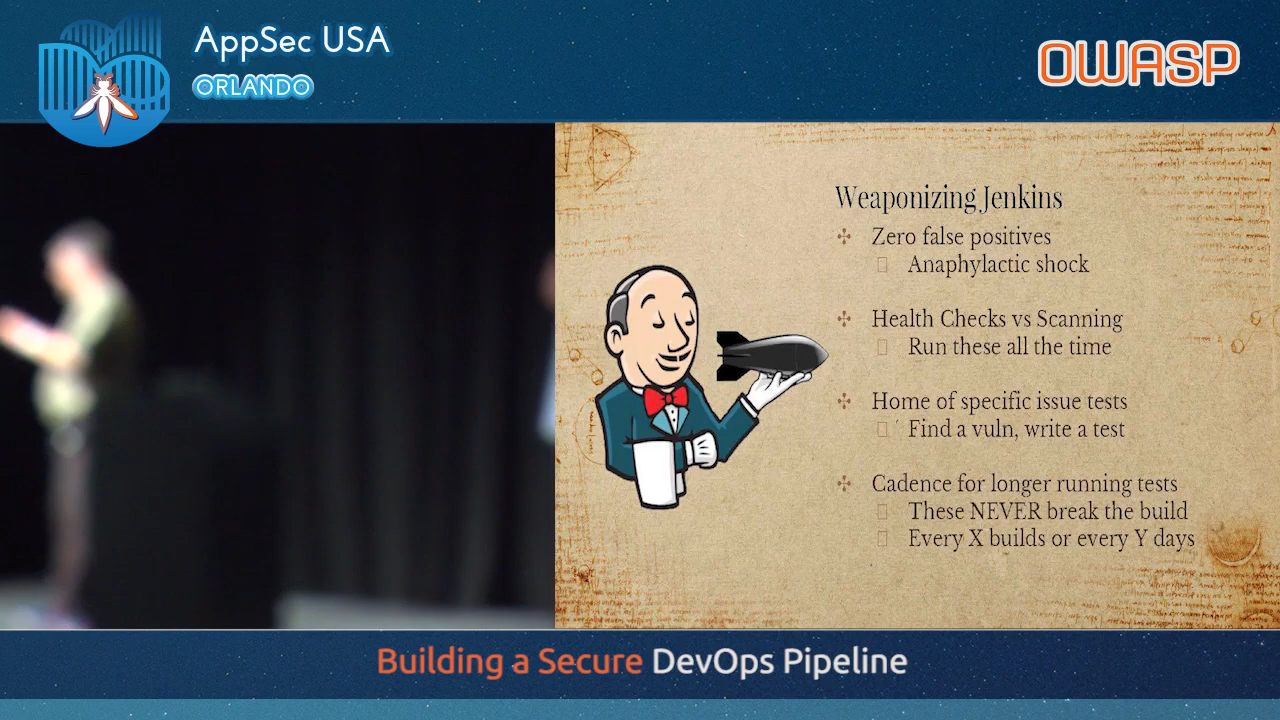 AppSec USA
ORLANDO
OWASP
Weaponizing Jenkins
Zero false positives
Anaphylactic shock
Health Checks vs Scanning
Run these all the time
Home of specific issue tests
Find a vuln, write a test
Cadence for longer running tests
These NEVER break the build
Every X builds or every Y days
Building a Secure DevOps Pipeline